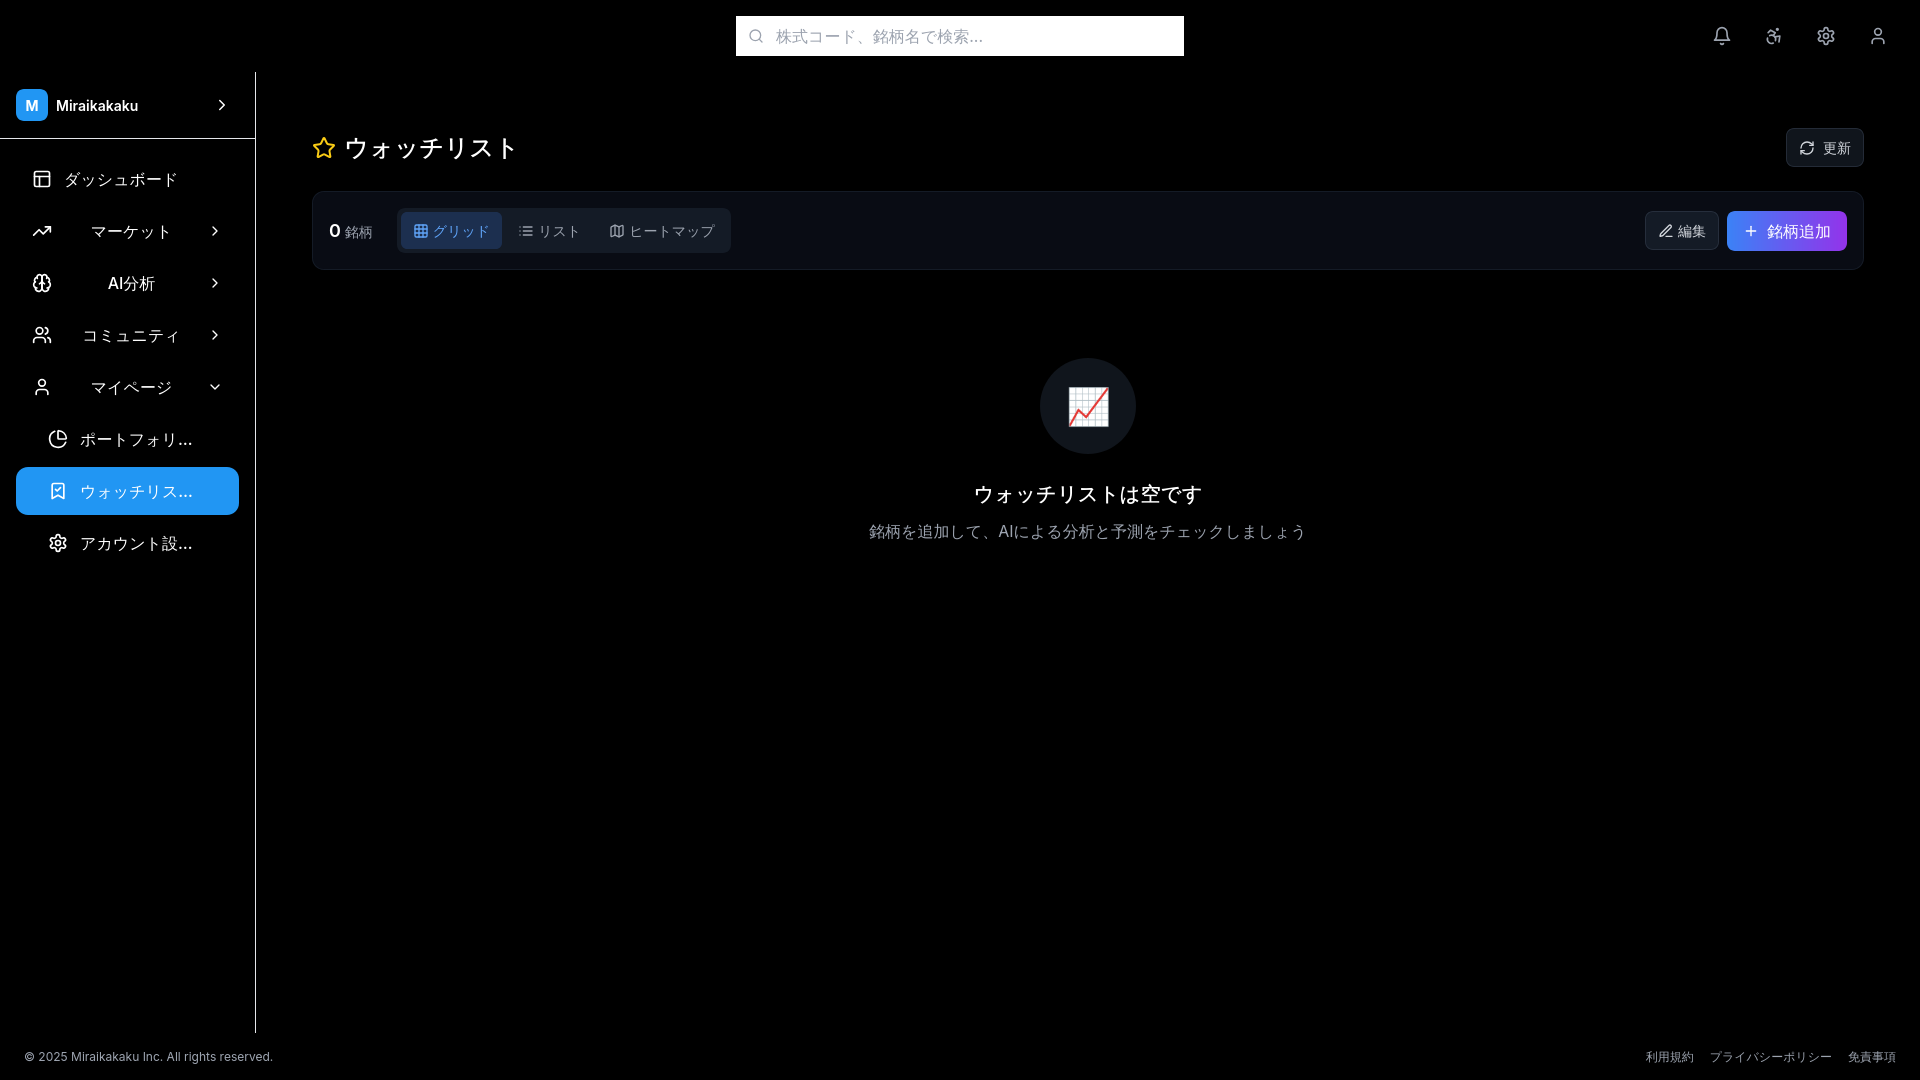 株式コード、銘柄名で検索...
M Miraikakaku
ダッシュボード
マーケット
AI分析
コミュニティ
マイページ
ポートフォリ...
ウォッチリス...
アカウント設...
ウォッチリスト
更新
0 銘柄 グリッド リスト ヒートマップ 編集 銘柄追加
ウォッチリストは空です
銘柄を追加して、AIによる分析と予測をチェックしましょう
© 2025 Miraikakaku Inc. All rights reserved.
利用規約 プライバシーポリシー 免責事項